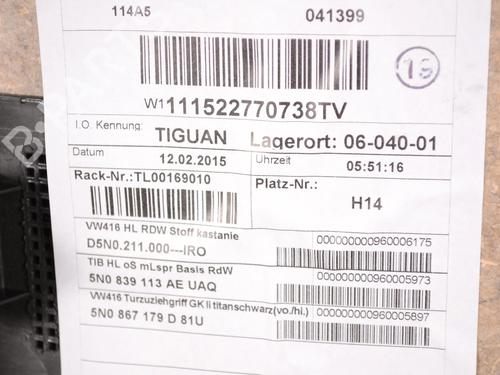 114A5 041399
16
W1111522770738TV
I.O. Kennung: TIGUAN Lagerort: 06-040-01
Datum 12.02.2015 Uhrzeit 05:51:16
Rack-Nr.:TL00169010 Platz-Nr.: H14
VW416 HL RDW Stoff kastanie 000000000960006175
D5N0.211.000---IRO
TIB HL oS mLspr Basis RdW 000000000960005973
5N0 839 113 AE UAQ
VW416 Turzuziehgriff GK li titanschwarz(vo./hi.) 000000000960005897
5N0 867 179 D 81U